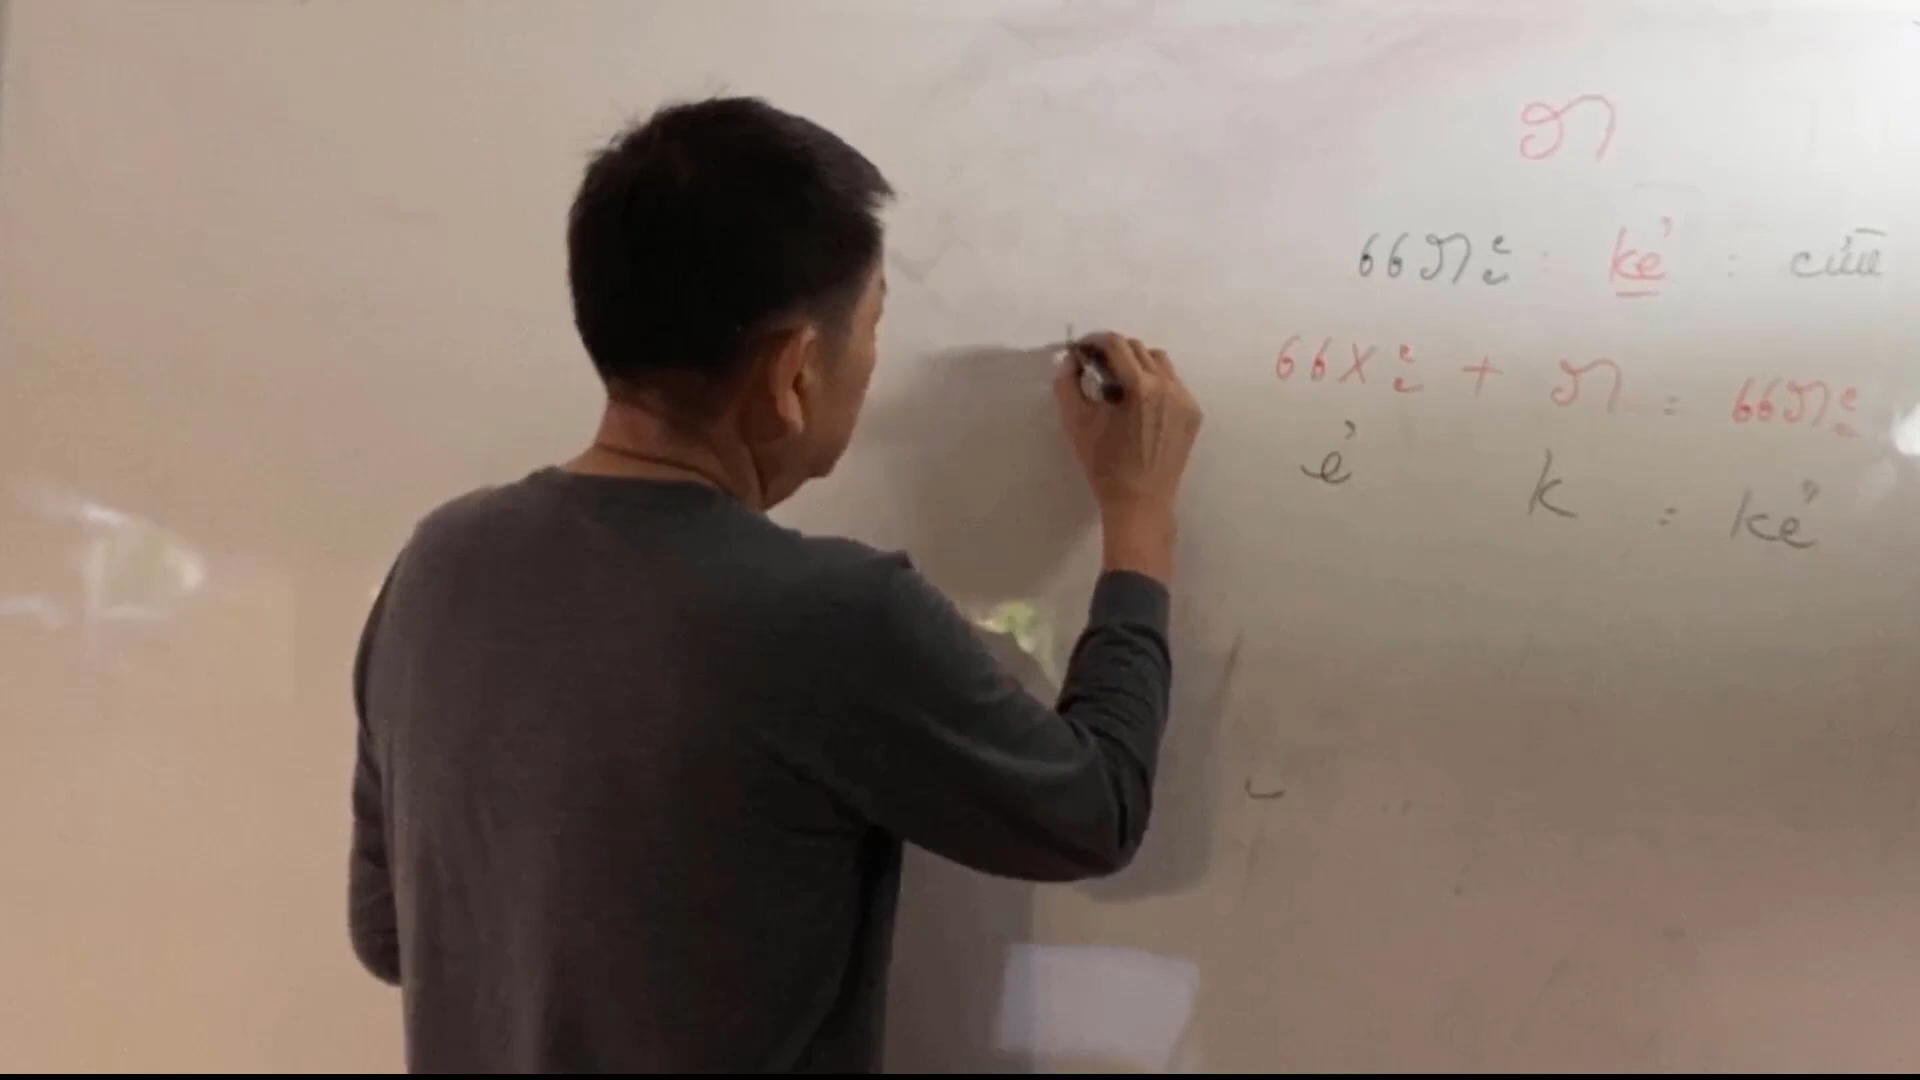 ກ
ແກະ : kẻ : cừu
ແxະ + ກ = ແກະ
ẻ k = kẻ